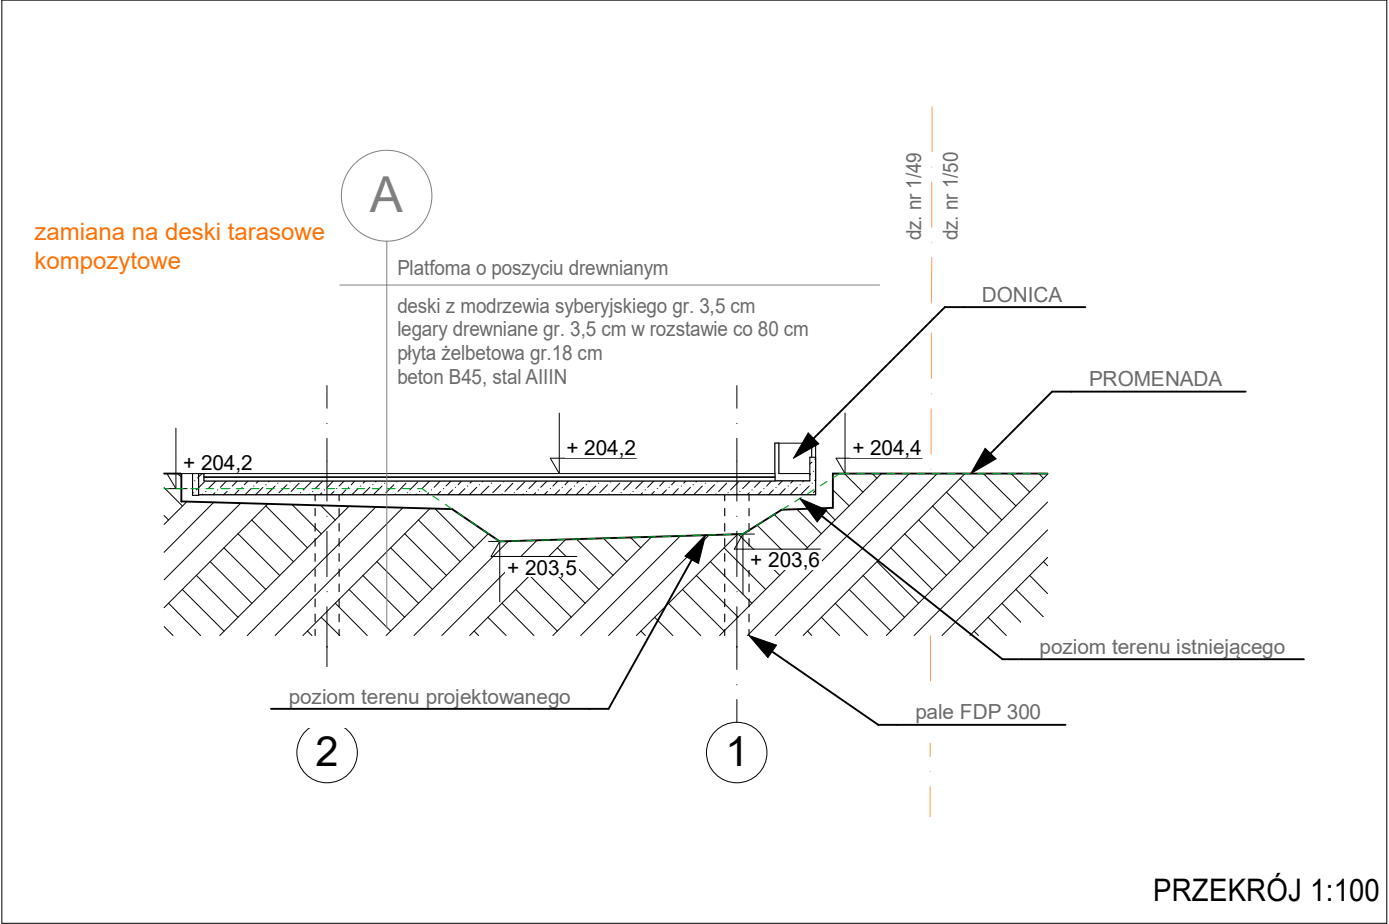 A
dz. nr 1/49
dz. nr 1/50
zamiana na deski tarasowe
kompozytowe
Platfoma o poszyciu drewnianym
deski z modrzewia syberyjskiego gr. 3,5 cm
legary drewniane gr. 3,5 cm w rozstawie co 80 cm
płyta żelbetowa gr.18 cm
beton B45, stal AIIIN
DONICA
PROMENADA
+ 204,2
+ 204,2
+ 204,4
+ 203,5
+ 203,6
poziom terenu istniejącego
poziom terenu projektowanego
pale FDP 300
2
1
PRZEKRÓJ 1:100